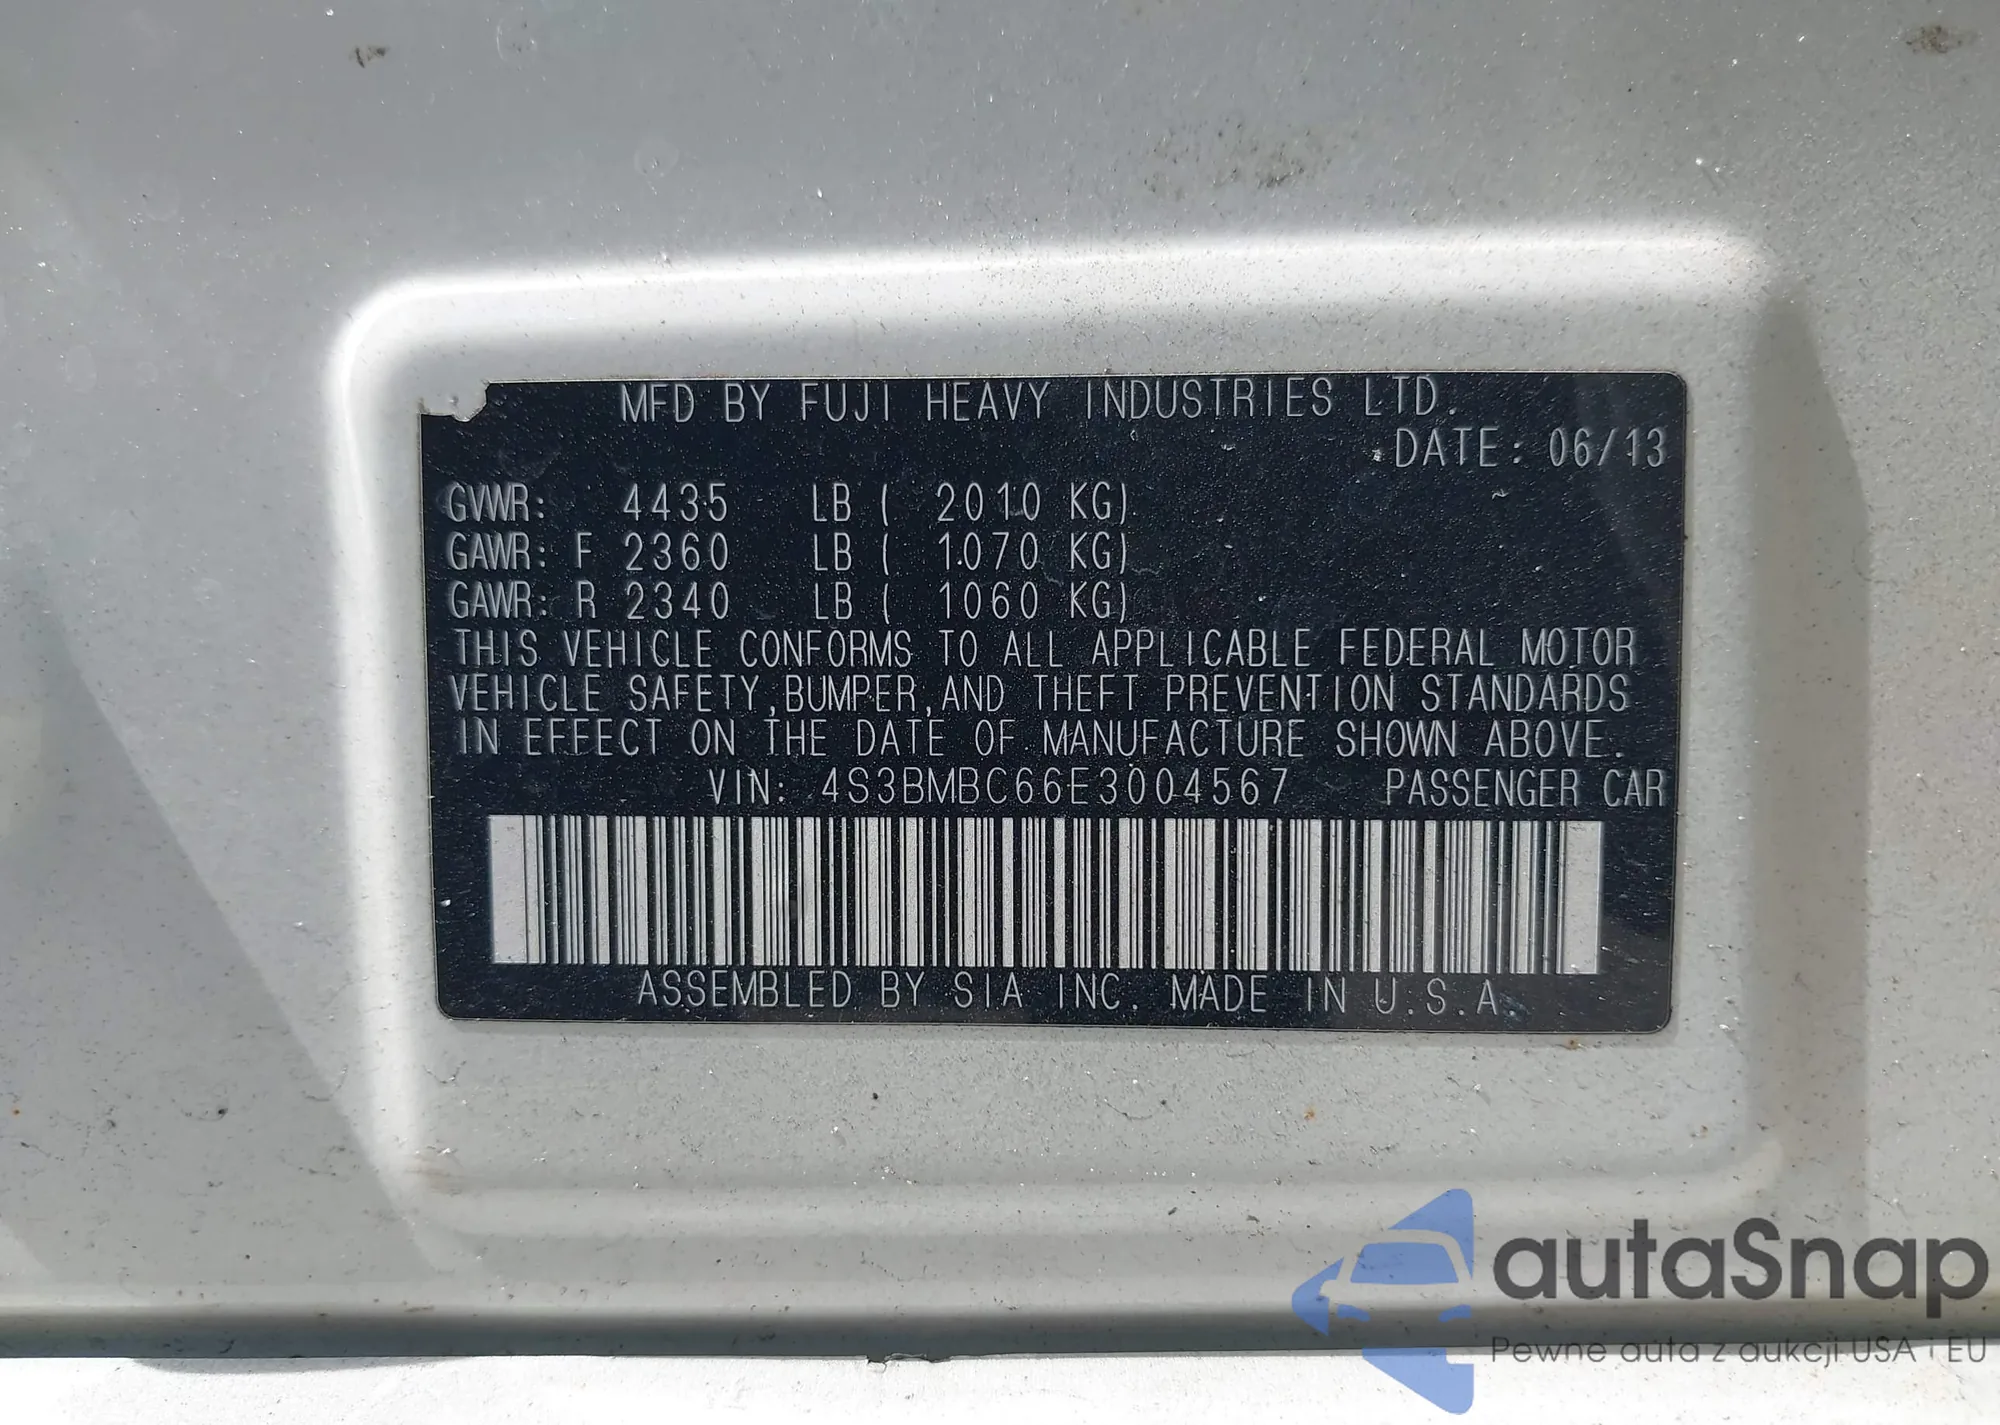 MFD BY FUJI HEAVY INDUSTRIES LTD.
DATE: 06/13
GVWR: 4435 LB ( 2010 KG)
GAWR: F 2360 LB ( 1070 KG)
GAWR: R 2340 LB ( 1060 KG)
THIS VEHICLE CONFORMS TO ALL APPLICABLE FEDERAL MOTOR
VEHICLE SAFETY,BUMPER,AND THEFT PREVENTION STANDARDS
IN EFFECT ON THE DATE OF MANUFACTURE SHOWN ABOVE.
VIN: 4S3BMBC66E3004567 PASSENGER CAR
ASSEMBLED BY SIA INC. MADE IN U.S.A.
autaSnap
Pewne auta z aukcji USA i EU